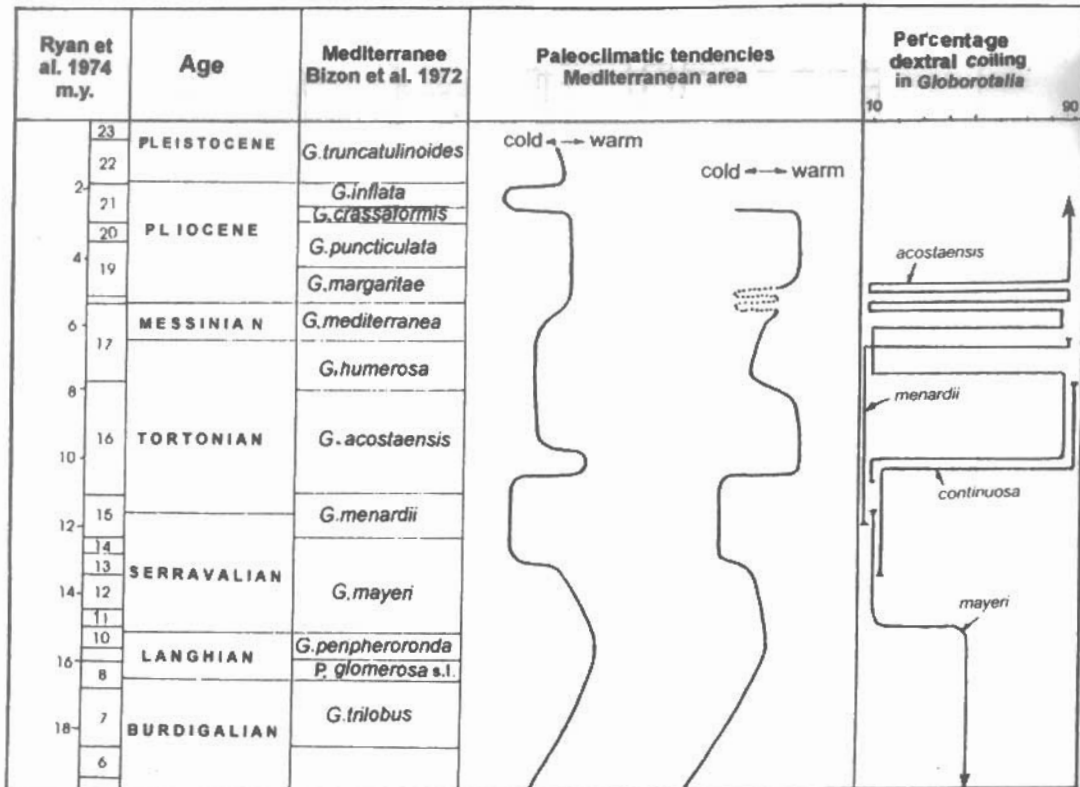 Ryan et
al. 1974
m.y.
Age
Mediterranee
Bizon et al. 1972
Paleoclimatic tendencies
Mediterranean area
Percentage
dextral coiling
in Globorotalia
10
90
23
22
21
20
19
17
16
15
14
13
12
11
10
8
7
6
2
4
6
8
10
12
14
16
18
PLEISTOCENE
PLIOCENE
MESSINIAN
TORTONIAN
SERRAVALIAN
LANGHIAN
BURDIGALIAN
G.truncatulinoides
G.inflata
G.crassaformis
G.puncticulata
G.margaritae
G.mediterranea
G.humerosa
G.acostaensis
G.menardii
G.mayeri
G.penpheroronda
P. glomerosa s.l.
G.trilobus
cold ↔ warm
cold ↔ warm
acostaensis
menardii
continuosa
mayeri